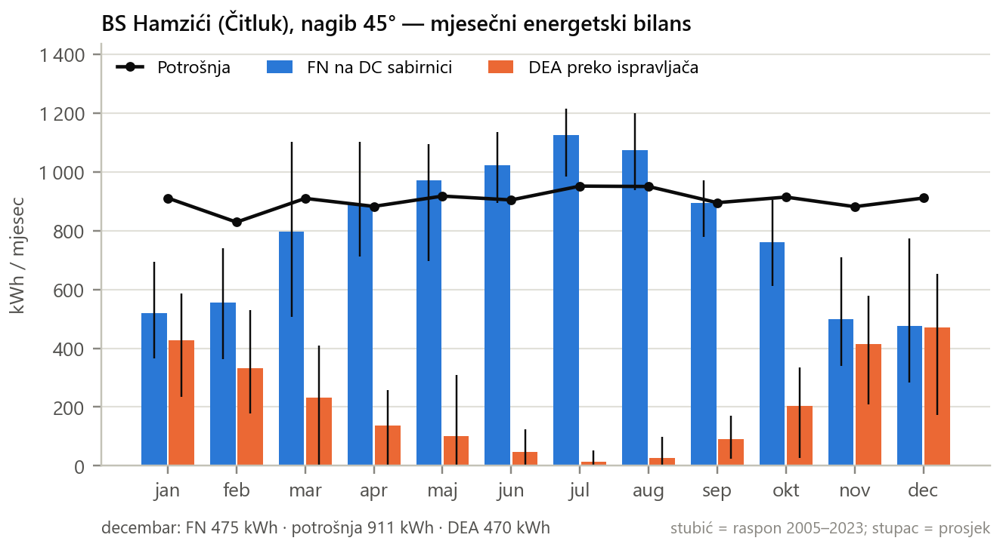 BS Hamzići (Čitluk), nagib 45° — mjesečni energetski bilans
Potrošnja FN na DC sabirnici DEA preko ispravljača
kWh / mjesec
1 400
1 200
1 000
800
600
400
200
0
jan feb mar apr maj jun jul aug sep okt nov dec
decembar: FN 475 kWh · potrošnja 911 kWh · DEA 470 kWh
stubić = raspon 2005–2023; stupac = prosjek